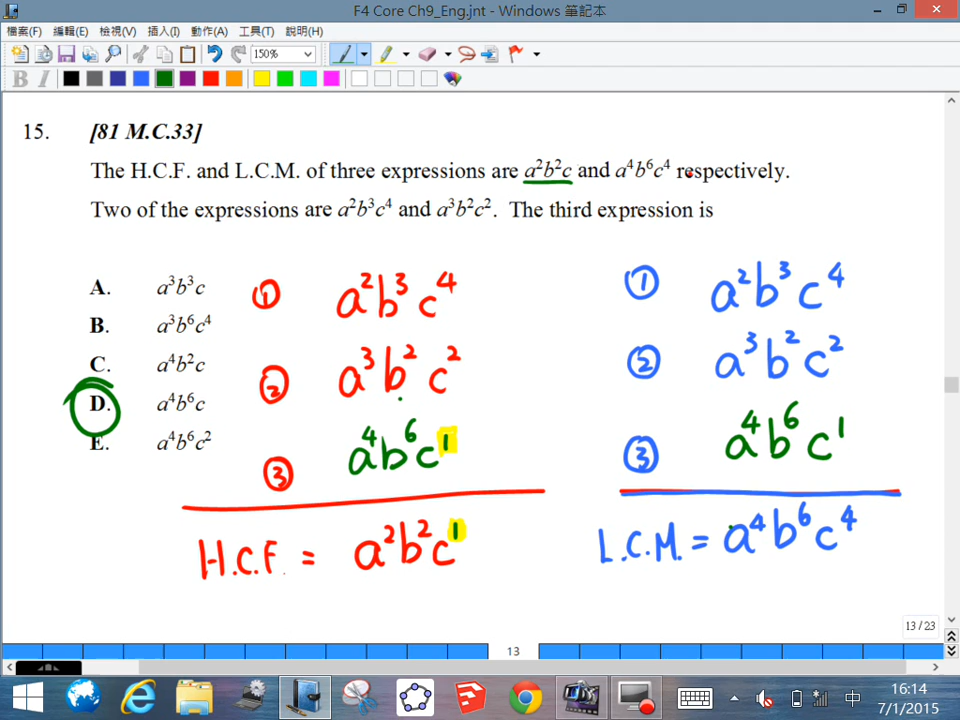 F4 Core Ch9_Eng.jnt - Windows 筆記本
檔案(F) 編輯(E) 檢視(V) 插入(I) 動作(A) 工具(T) 說明(H)
150%
B I
15. [81 M.C.33]
The H.C.F. and L.C.M. of three expressions are a²b²c and a⁴b⁶c⁴ respectively.
Two of the expressions are a²b³c⁴ and a³b²c². The third expression is
A. a³b³c
B. a³b⁶c⁴
C. a⁴b²c
D. a⁴b⁶c
E. a⁴b⁶c²
① a²b³c⁴
② a³b²c²
③ a⁴b⁶c¹
H.C.F. = a²b²c¹
① a²b³c⁴
② a³b²c²
③ a⁴b⁶c¹
L.C.M. = a⁴b⁶c⁴
13 / 23
13
中
16:14
7/1/2015